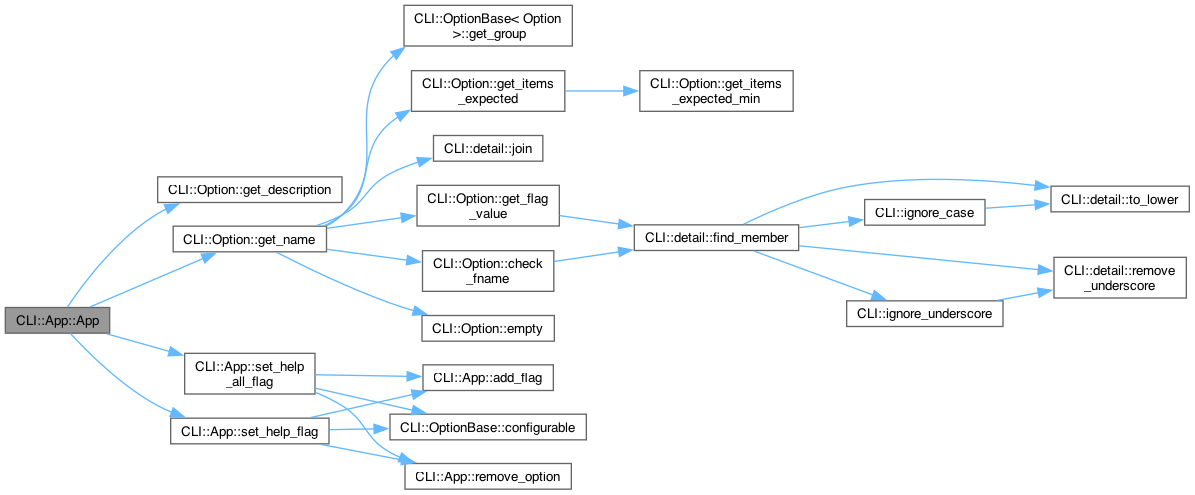 CLI::OptionBase< Option
>::get_group
CLI::Option::get_items
_expected
CLI::Option::get_items
_expected_min
CLI::detail::join
CLI::Option::get_description
CLI::Option::get_flag
_value
CLI::detail::to_lower
CLI::ignore_case
CLI::Option::get_name
CLI::detail::find_member
CLI::Option::check
_fname
CLI::detail::remove
_underscore
CLI::App::App
CLI::ignore_underscore
CLI::Option::empty
CLI::App::set_help
_all_flag
CLI::App::add_flag
CLI::App::set_help_flag
CLI::OptionBase::configurable
CLI::App::remove_option